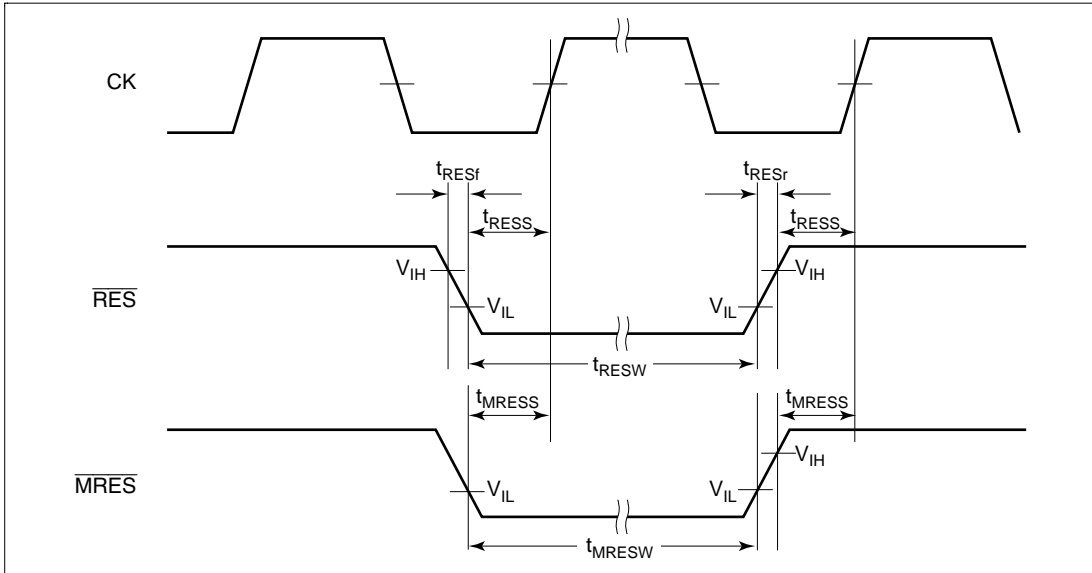 CK
tRESf
tRESr
tRESS
tRESS
VIH
VIH
RES
VIL
VIL
tRESW
tMRESS
tMRESS
VIH
MRES
VIL
VIL
tMRESW